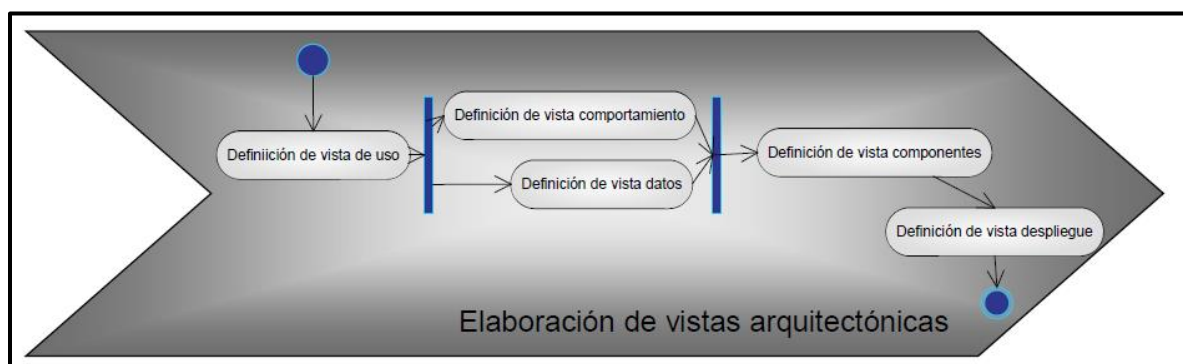 Definiición de vista de uso
Definición de vista comportamiento
Definición de vista datos
Definición de vista componentes
Definición de vista despliegue
Elaboración de vistas arquitectónicas